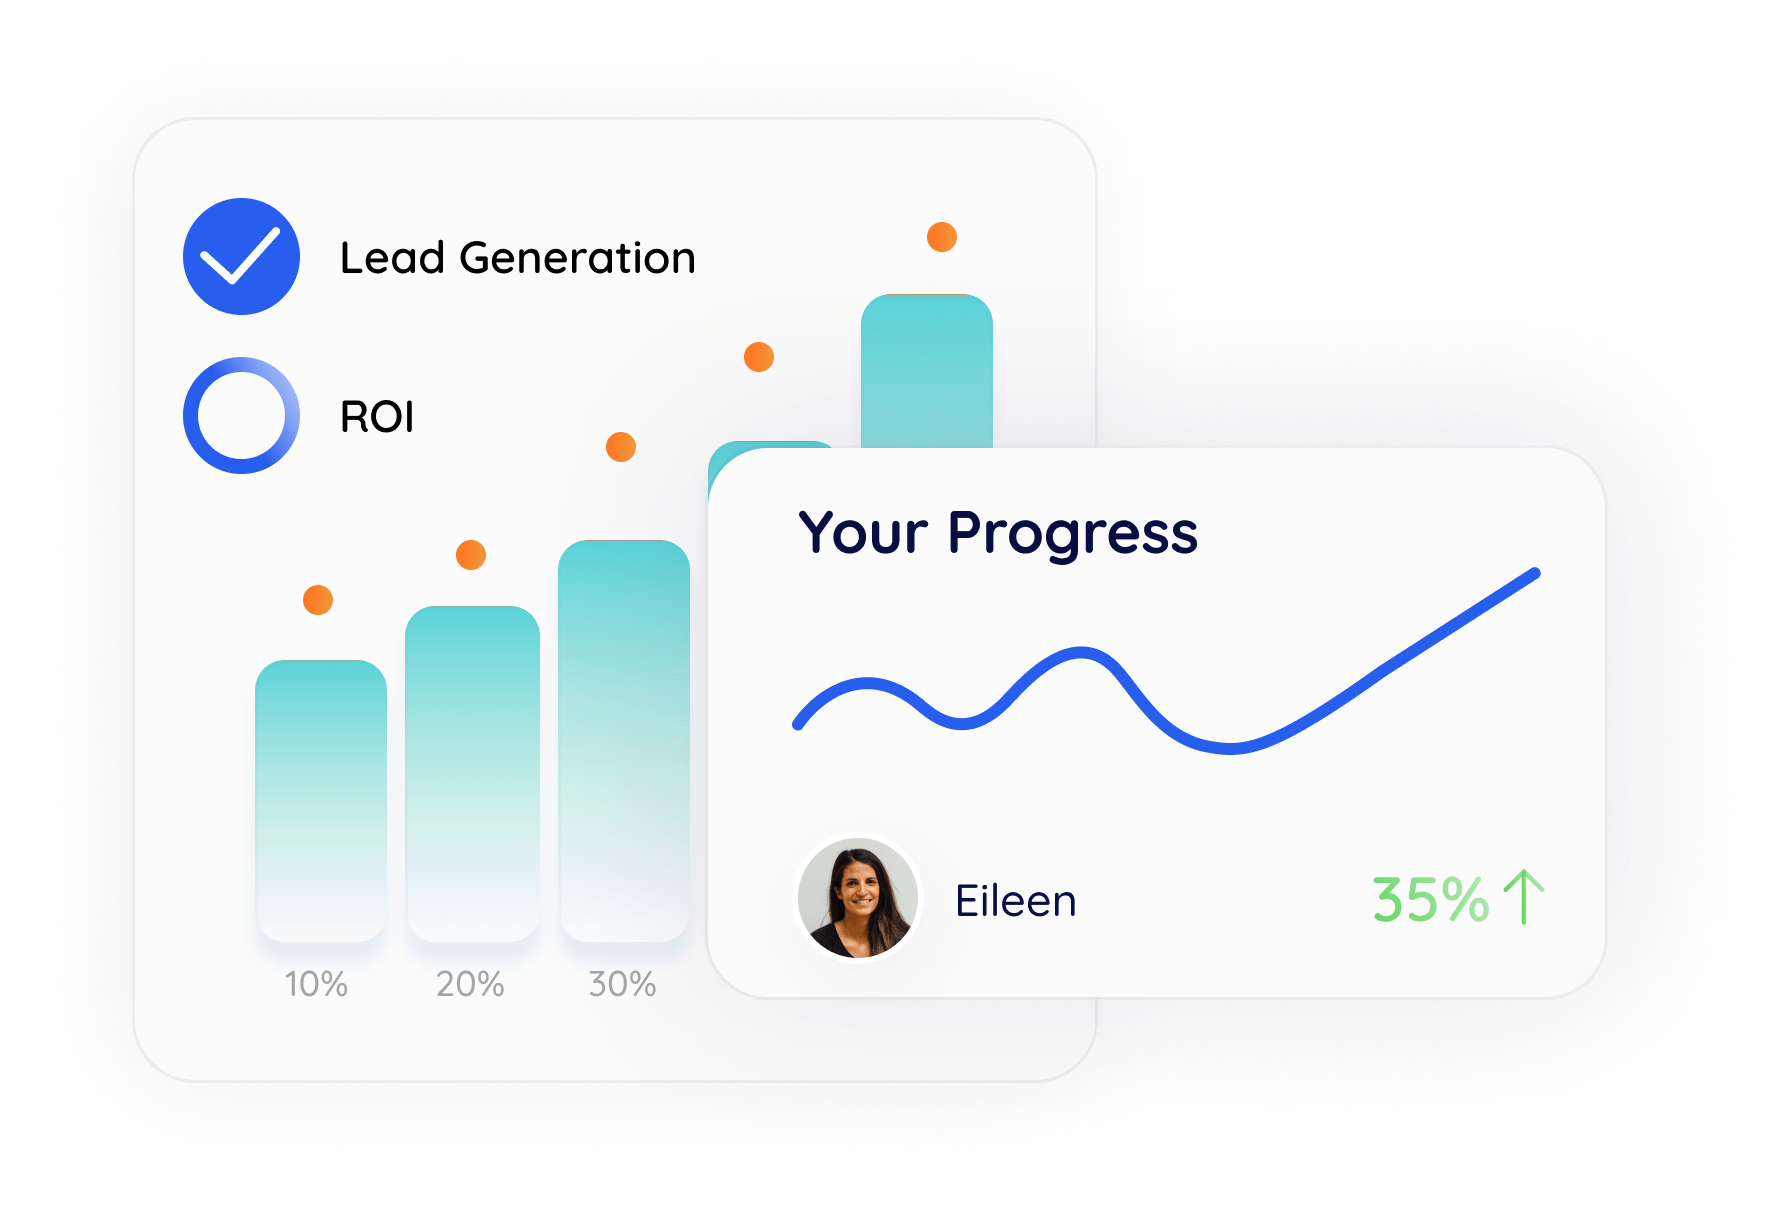 Lead Generation
ROI
10% 20% 30%
Your Progress
Eileen
35%